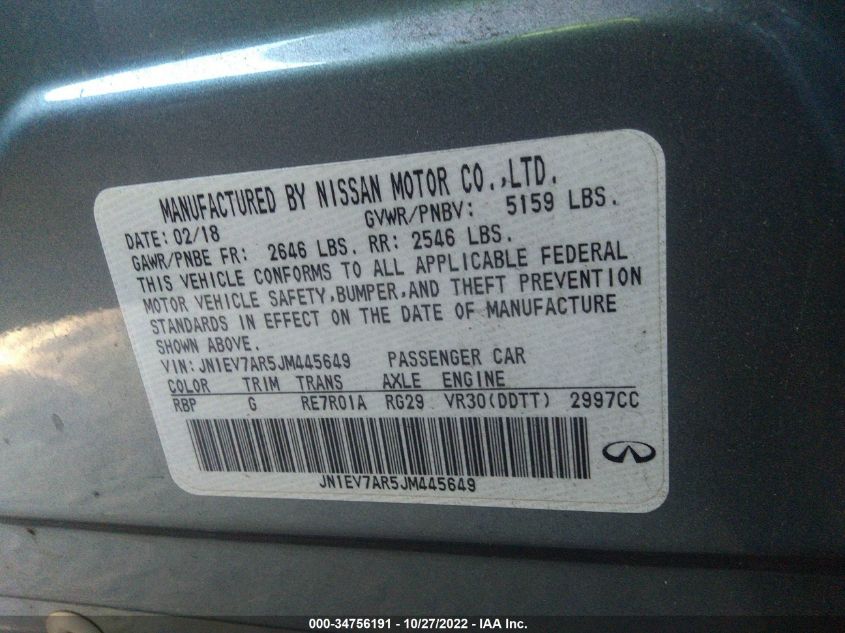 MANUFACTURED BY NISSAN MOTOR CO.,LTD.
DATE: 02/18 GVWR/PNBV: 5159 LBS.
GAWR/PNBE FR: 2646 LBS. RR: 2546 LBS.
THIS VEHICLE CONFORMS TO ALL APPLICABLE FEDERAL
MOTOR VEHICLE SAFETY,BUMPER,AND THEFT PREVENTION
STANDARDS IN EFFECT ON THE DATE OF MANUFACTURE
SHOWN ABOVE.
VIN: JN1EV7AR5JM445649 PASSENGER CAR
COLOR TRIM TRANS AXLE ENGINE
RBP G RE7R01A RG29 VR30(DDTT) 2997CC
JN1EV7AR5JM445649
000-34756191 - 10/27/2022 - IAA Inc.